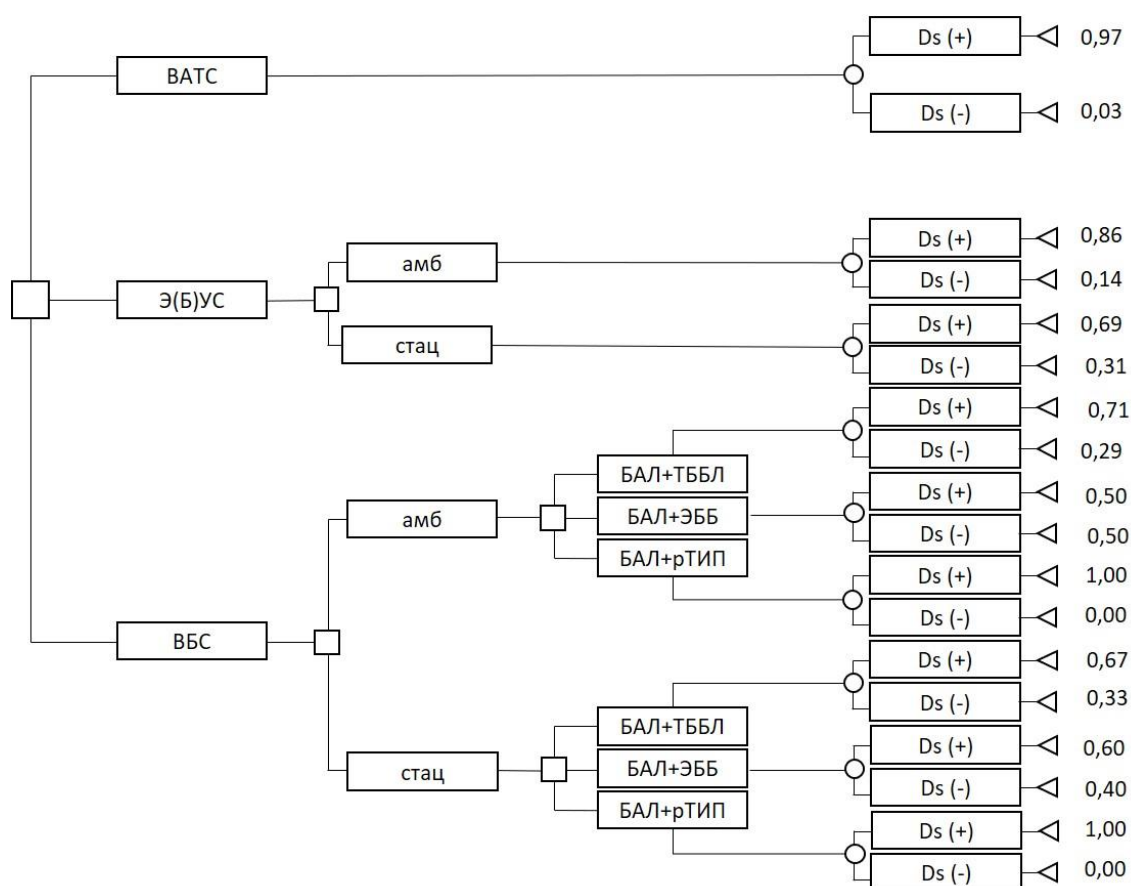 ВАТС
Ds (+) 0,97
Ds (-) 0,03
Э(Б)УС
амб
Ds (+) 0,86
Ds (-) 0,14
стац
Ds (+) 0,69
Ds (-) 0,31
ВБС
амб
БАЛ+ТББЛ
Ds (+) 0,71
Ds (-) 0,29
БАЛ+ЭББ
Ds (+) 0,50
Ds (-) 0,50
БАЛ+рТИП
Ds (+) 1,00
Ds (-) 0,00
стац
БАЛ+ТББЛ
Ds (+) 0,67
Ds (-) 0,33
БАЛ+ЭББ
Ds (+) 0,60
Ds (-) 0,40
БАЛ+рТИП
Ds (+) 1,00
Ds (-) 0,00